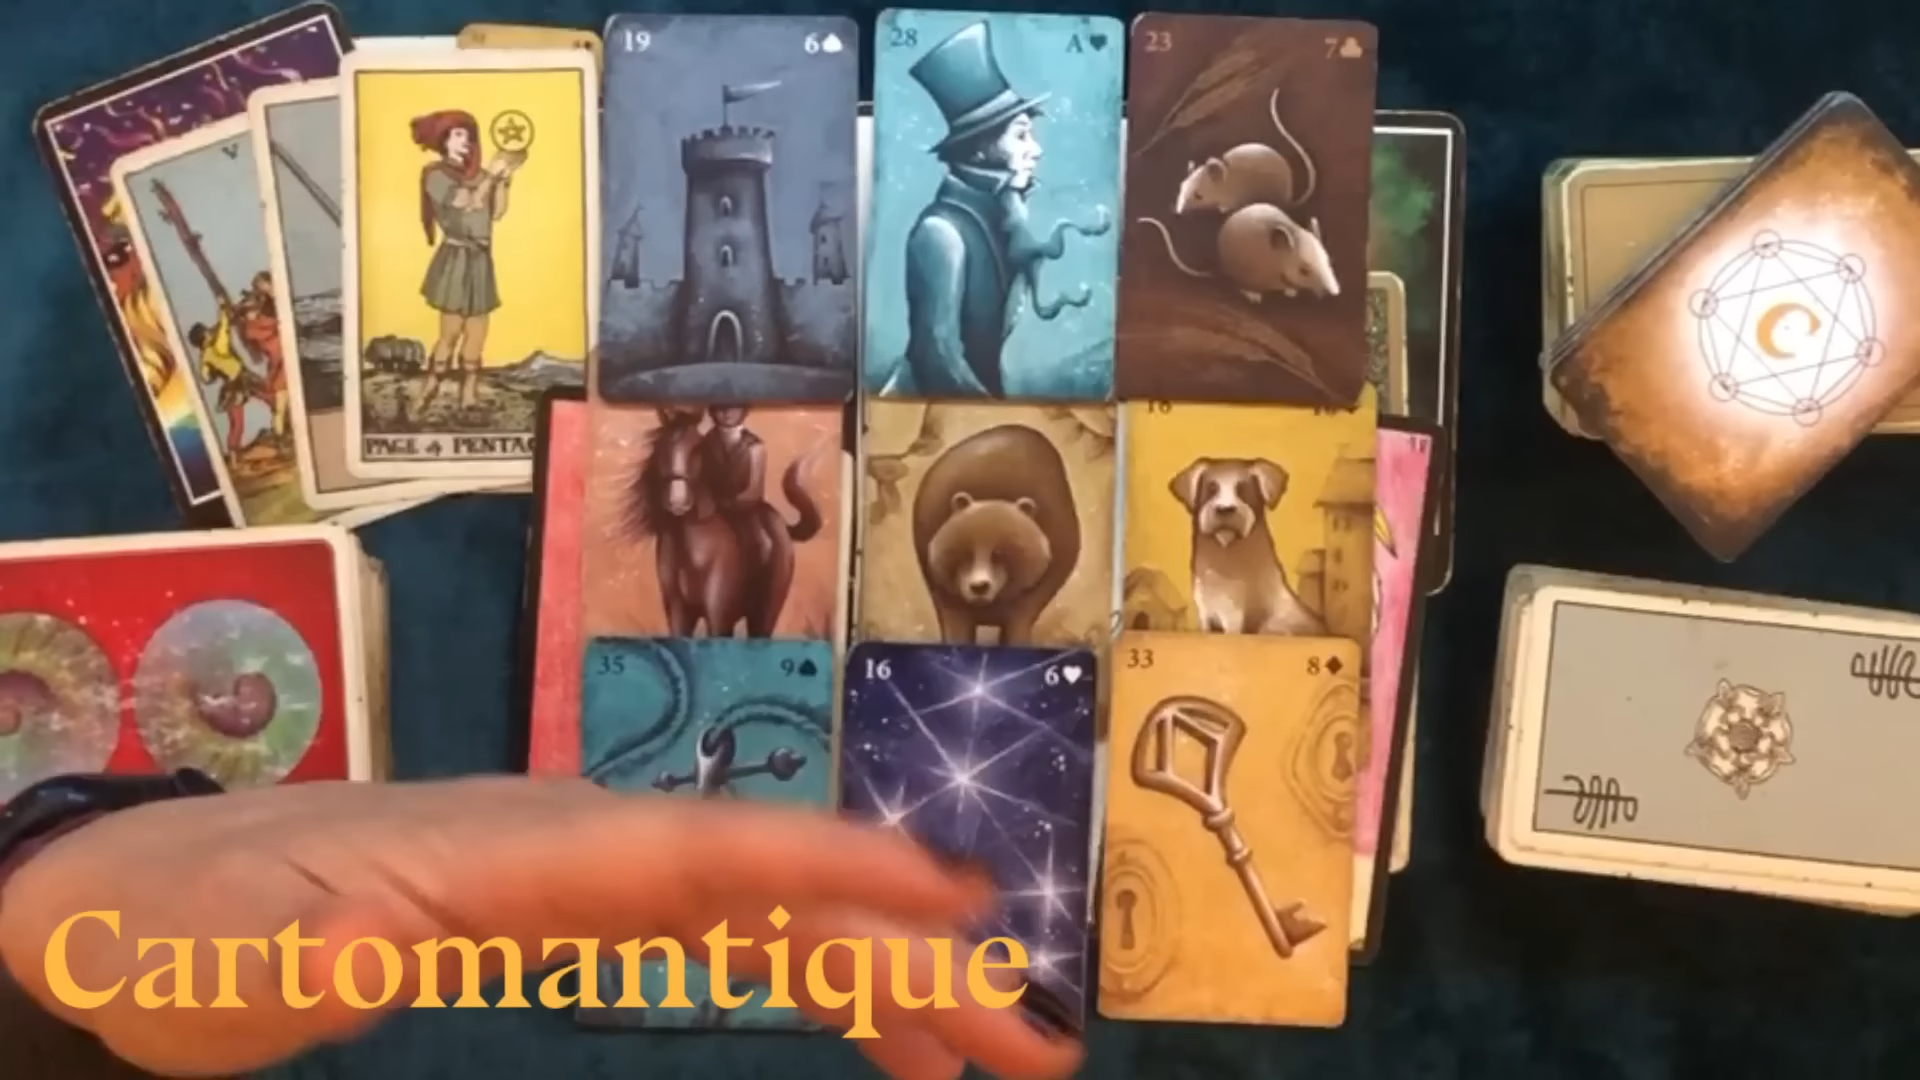 19 6♠
28 A♥
23 7♣
V
PAGE of PENTAC
35 9♠
16 6♥
33 8♦
Cartomantique